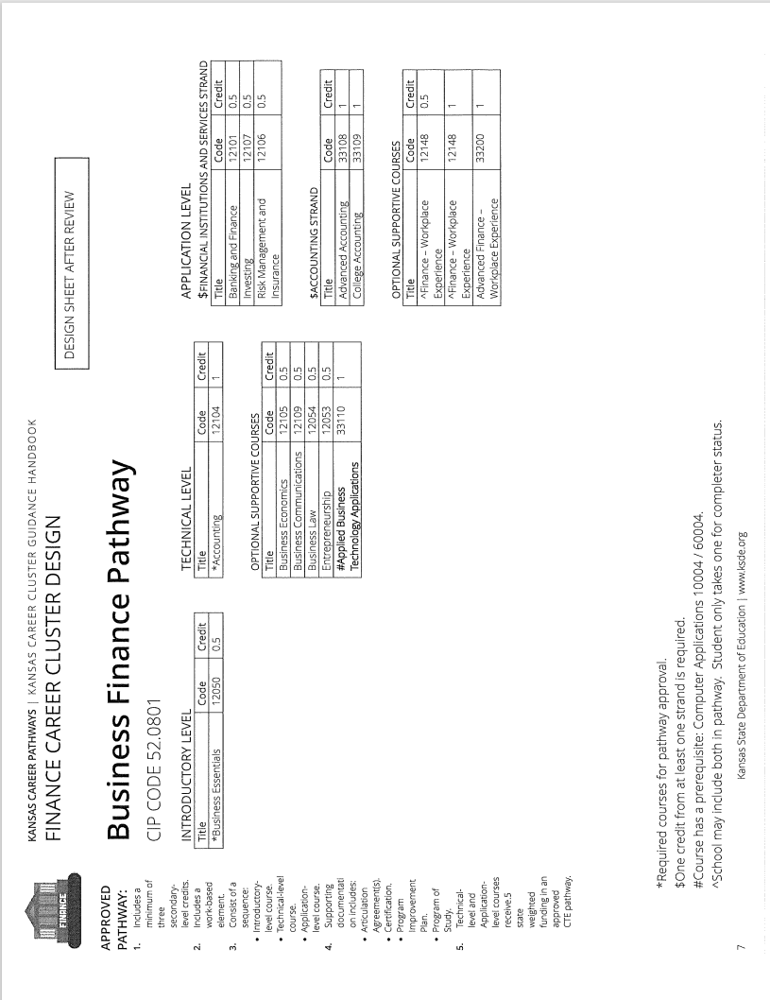 KANSAS CAREER PATHWAYS | KANSAS CAREER CLUSTER GUIDANCE HANDBOOK
FINANCE CAREER CLUSTER DESIGN
DESIGN SHEET AFTER REVIEW
FINANCE
APPROVED
PATHWAY:
1. Includes a
minimum of
three
secondary-
level credits.
2. Includes a
work-based
element.
3. Consist of a
sequence:
• Introductory-
level course.
• Technical-level
course.
• Application-
level course.
4. Supporting
documentati
on includes:
• Articulation
Agreement(s).
• Certification.
• Program
Improvement
Plan.
• Program of
Study.
5. Technical-
level and
Application-
level courses
receive.5
state
weighted
funding in an
approved
CTE pathway.
Business Finance Pathway
CIP CODE 52.0801
INTRODUCTORY LEVEL
Title Code Credit
*Business Essentials 12050 0.5
TECHNICAL LEVEL
Title Code Credit
*Accounting 12104 1
OPTIONAL SUPPORTIVE COURSES
Title Code Credit
Business Economics 12105 0.5
Business Communications 12109 0.5
Business Law 12054 0.5
Entrepreneurship 12053 0.5
#Applied Business 33110 1
Technology Applications
APPLICATION LEVEL
$FINANCIAL INSTITUTIONS AND SERVICES STRAND
Title Code Credit
Banking and Finance 12101 0.5
Investing 12107 0.5
Risk Management and 12106 0.5
Insurance
$ACCOUNTING STRAND
Title Code Credit
Advanced Accounting 33108 1
College Accounting 33109 1
OPTIONAL SUPPORTIVE COURSES
Title Code Credit
^Finance – Workplace 12148 0.5
Experience
^Finance – Workplace 12148 1
Experience
Advanced Finance – 33200 1
Workplace Experience
*Required courses for pathway approval.
$One credit from at least one strand is required.
#Course has a prerequisite: Computer Applications 10004 / 60004.
^School may include both in pathway. Student only takes one for completer status.
7 Kansas State Department of Education | www.ksde.org